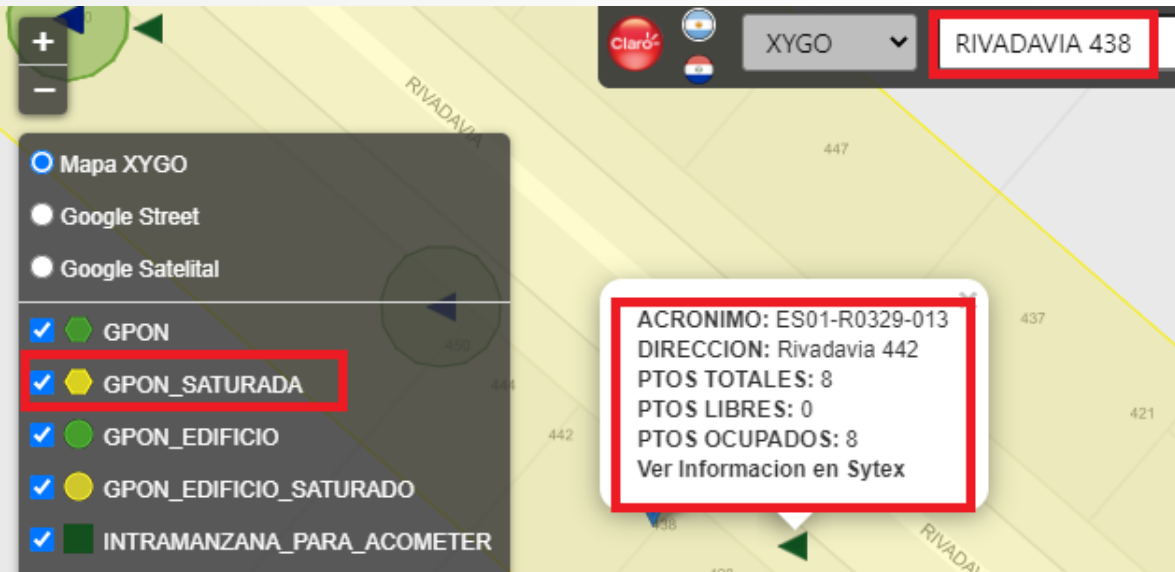 +
−
Claro
XYGO
RIVADAVIA 438
RIVADAVIA
447
Mapa XYGO
Google Street
Google Satelital
GPON
GPON_SATURADA
GPON_EDIFICIO
GPON_EDIFICIO_SATURADO
INTRAMANZANA_PARA_ACOMETER
450
444
442
ACRONIMO: ES01-R0329-013
DIRECCION: Rivadavia 442
PTOS TOTALES: 8
PTOS LIBRES: 0
PTOS OCUPADOS: 8
Ver Informacion en Sytex
×
437
421
438